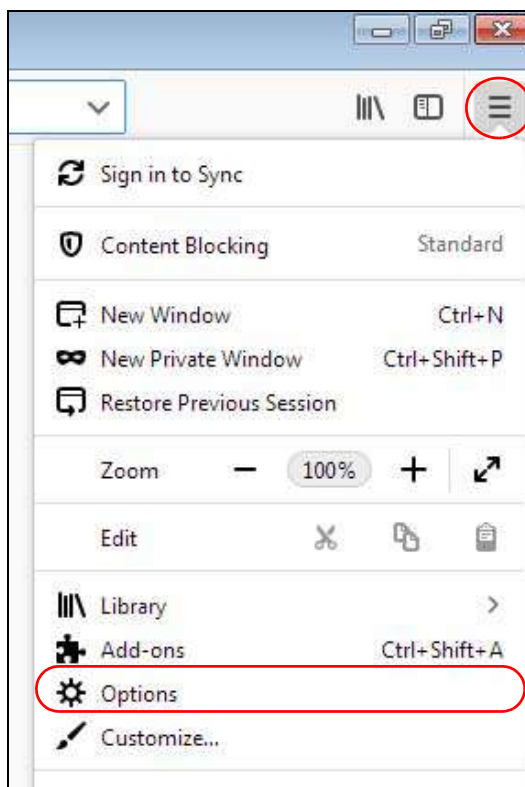 Sign in to Sync
Content Blocking Standard
New Window Ctrl+N
New Private Window Ctrl+Shift+P
Restore Previous Session
Zoom 100%
Edit
Library
Add-ons Ctrl+Shift+A
Options
Customize...